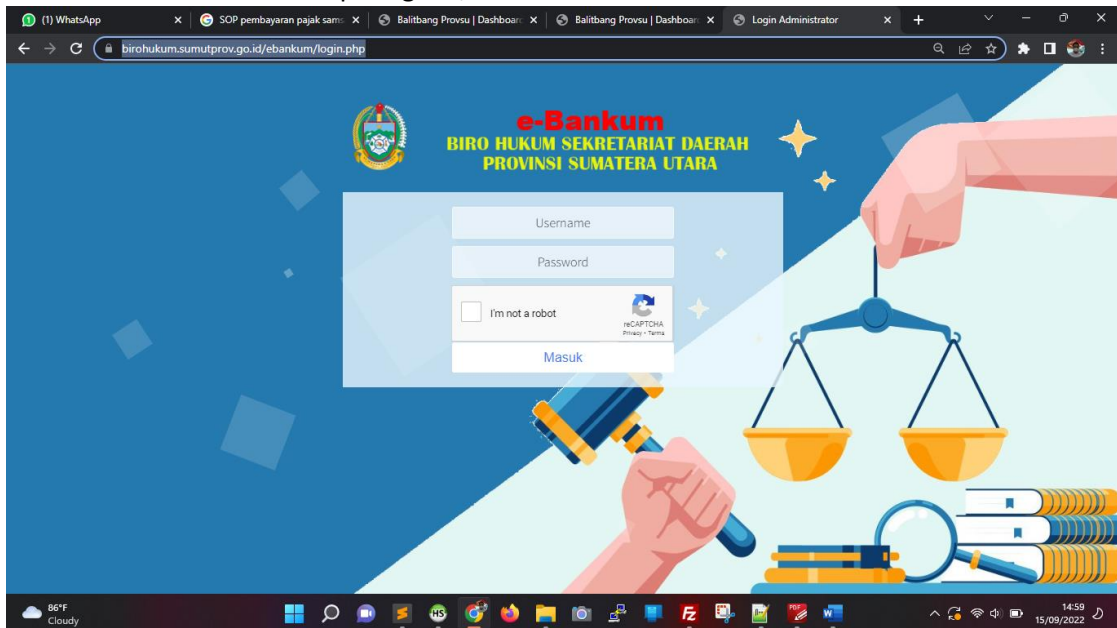 (1) WhatsApp
SOP pembayaran pajak sams
Balitbang Provsu | Dashboar
Balitbang Provsu | Dashboar
Login Administrator
birohukum.sumutprov.go.id/ebankum/login.php
e-Bankum
BIRO HUKUM SEKRETARIAT DAERAH
PROVINSI SUMATERA UTARA
Username
Password
I'm not a robot
reCAPTCHA
Privacy - Terms
Masuk
86°F
Cloudy
14:59
15/09/2022